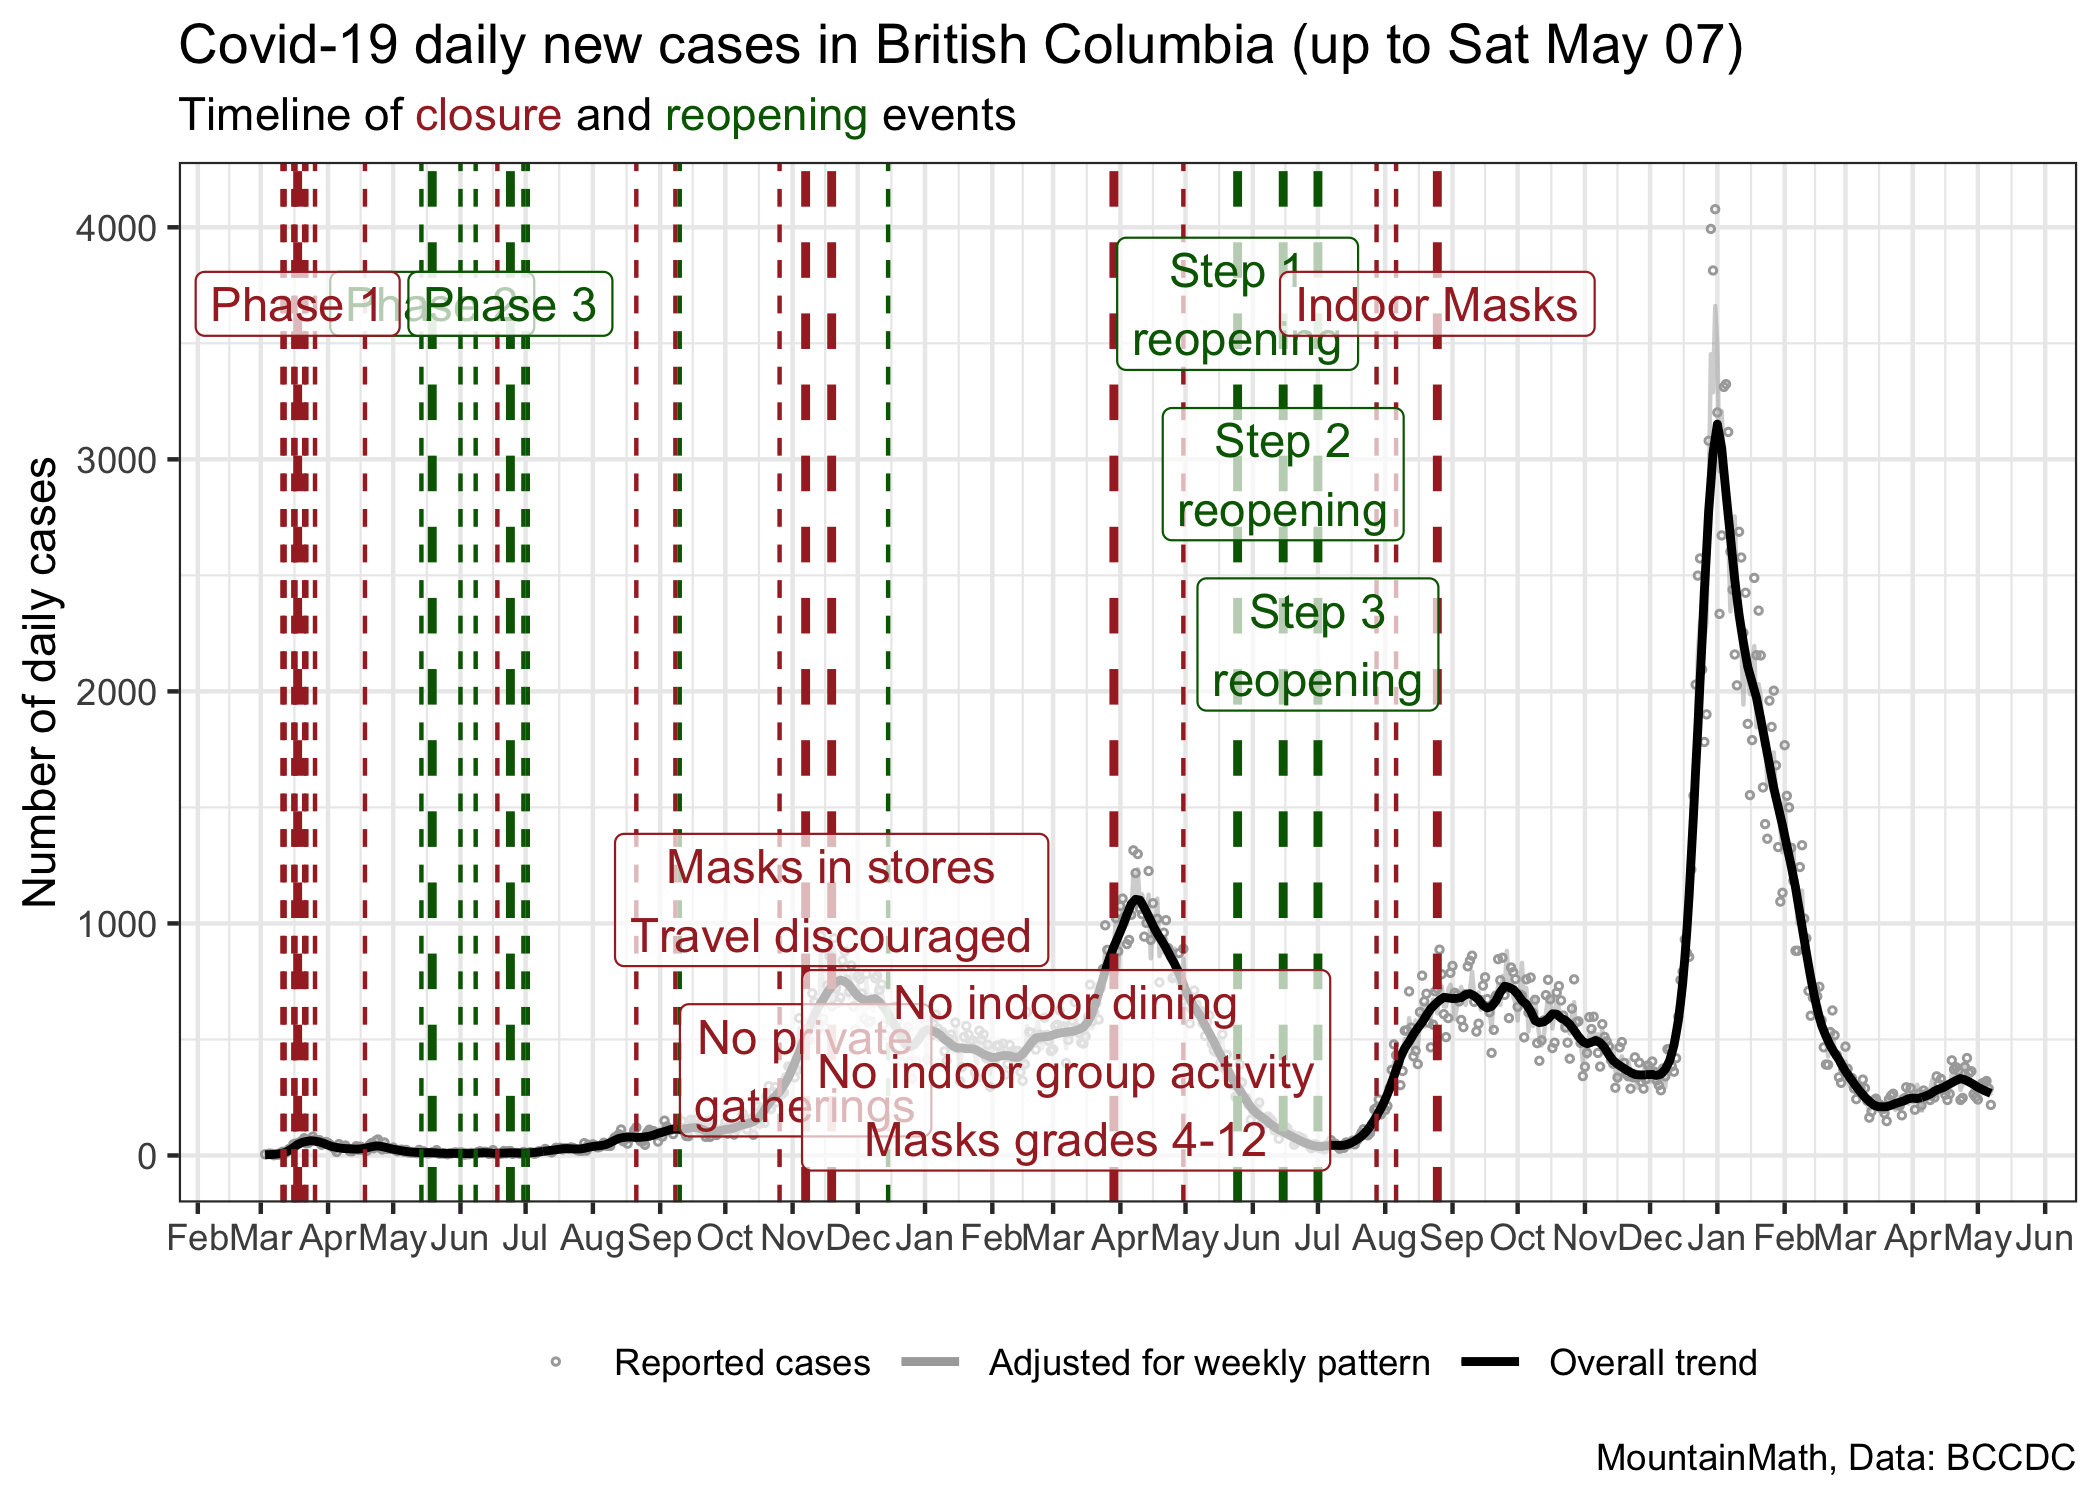 Covid-19 daily new cases in British Columbia (up to Sat May 07)
Timeline of closure and reopening events
Number of daily cases
4000
3000
2000
1000
0
Phase 1
Phase 2
Phase 3
Step 1
reopening
Indoor Masks
Step 2
reopening
Step 3
reopening
Masks in stores
Travel discouraged
No private
gatherings
No indoor dining
No indoor group activity
Masks grades 4-12
Feb Mar Apr May Jun Jul Aug Sep Oct Nov Dec Jan Feb Mar Apr May Jun Jul Aug Sep Oct Nov Dec Jan Feb Mar Apr May Jun
Reported cases Adjusted for weekly pattern Overall trend
MountainMath, Data: BCCDC